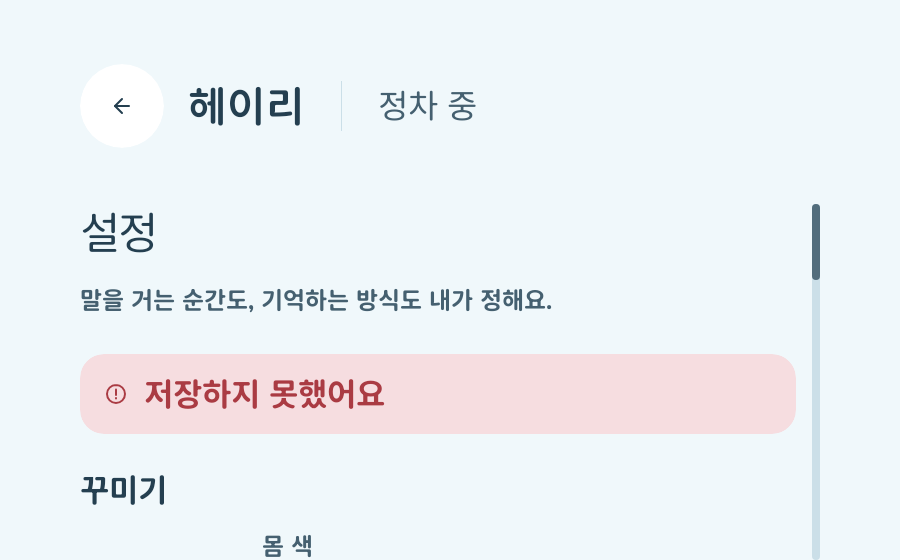 헤이리 정차 중
설정
말을 거는 순간도, 기억하는 방식도 내가 정해요.
저장하지 못했어요
꾸미기
몸 색